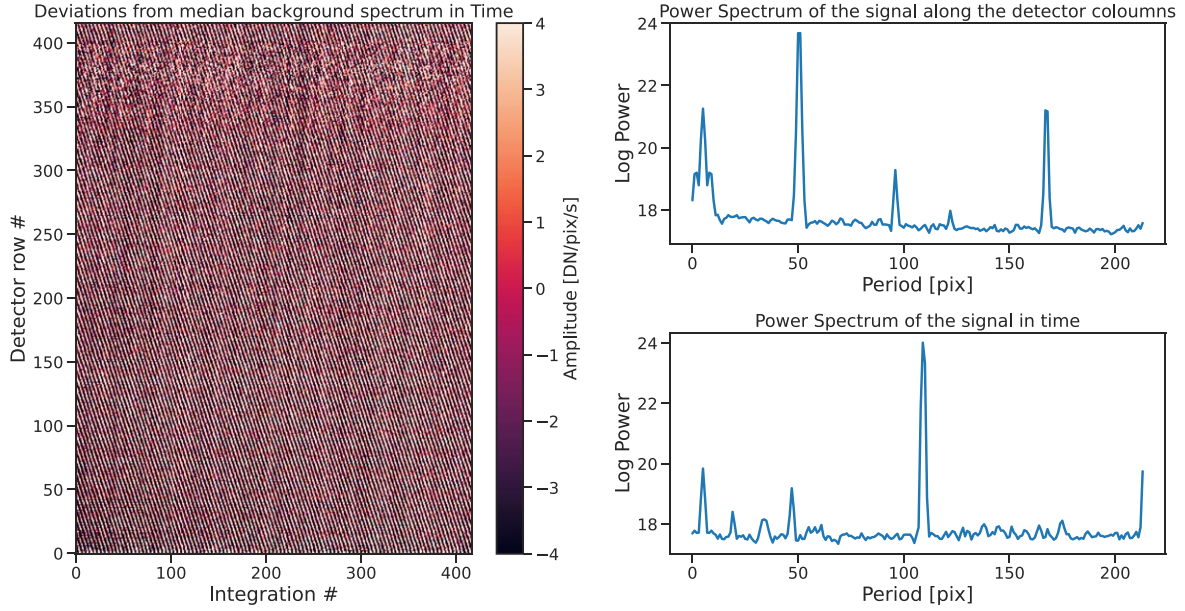 Deviations from median background spectrum in Time
400
350
300
250
200
150
100
50
0
0 100 200 300 400
Detector row #
Integration #
4
3
2
1
0
−1
−2
−3
−4
Amplitude [DN/pix/s]
Power Spectrum of the signal along the detector coloumns
24
22
20
18
Log Power
0 50 100 150 200
Period [pix]
Power Spectrum of the signal in time
24
22
20
18
Log Power
0 50 100 150 200
Period [pix]